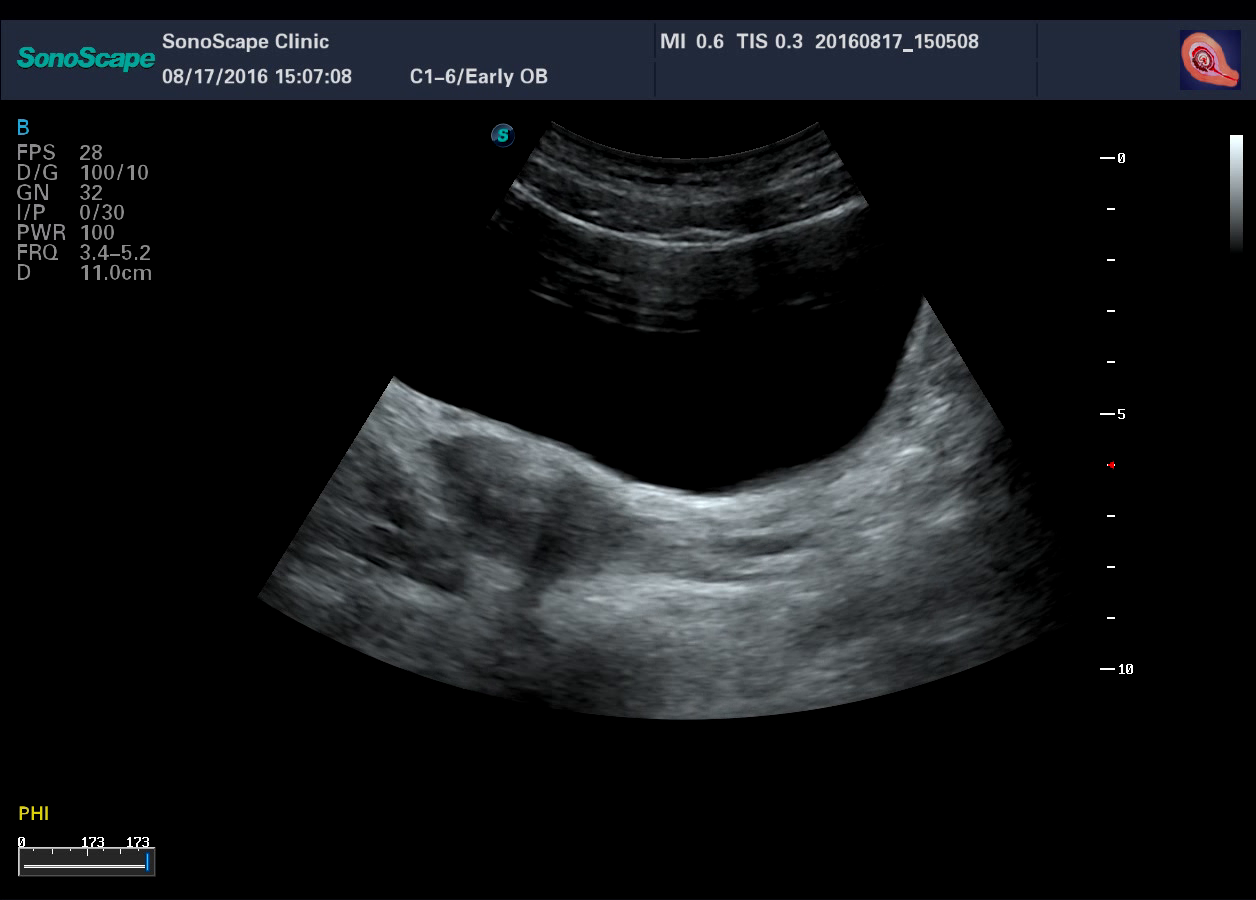 SonoScape
SonoScape Clinic
MI 0.6 TIS 0.3 20160817_150508
08/17/2016 15:07:08 C1-6/Early OB
B
S
FPS 28
D/G 100/10
GN 32
I/P 0/30
PWR 100
FRQ 3.4-5.2
D 11.0cm
0
5
10
PHI
0 173 173